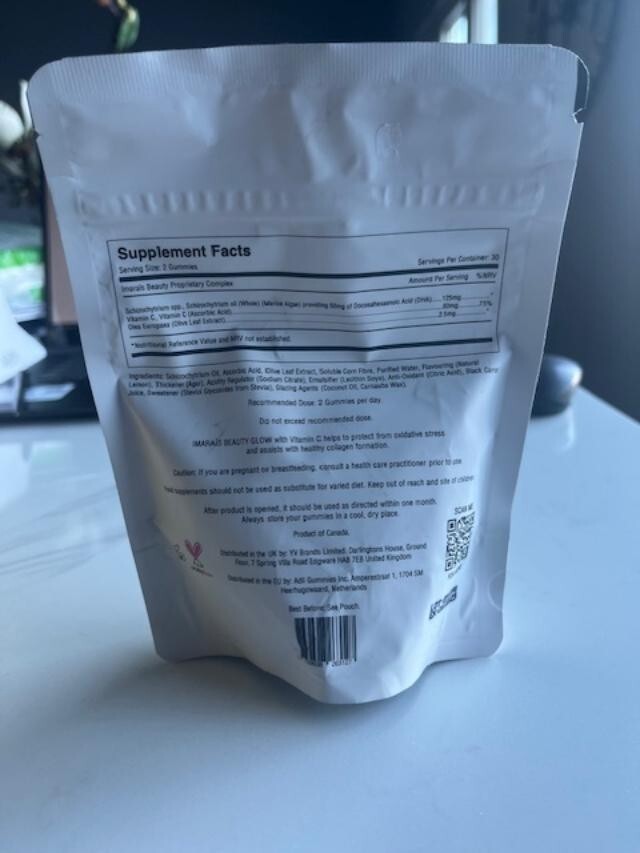 Supplement Facts
Serving Size: 2 Gummies Servings Per Container: 30
Imarais Beauty Proprietary Complex Amount Per Serving %NRV
Schizochytrium spp., Schizochytrium oil (Whole) (Marine Algae) providing 50mg of Docosahexaenoic Acid (DHA)....125mg *
Vitamin C, Vitamin C (Ascorbic Acid) 60mg 75%
Olea Europaea (Olive Leaf Extract) 2.5mg *
*Nutritional Reference Value and NRV not established.
Ingredients: Schizochytrium Oil, Ascorbic Acid, Olive Leaf Extract, Soluble Corn Fibre, Purified Water, Flavouring (Natural
Lemon), Thickener (Agar), Acidity Regulator (Sodium Citrate), Emulsifier (Lecithin Soya), Anti-Oxidant (Citric Acid), Black Carrot
Juice, Sweetener (Stevia Glycosides from Stevia), Glazing Agents (Coconut Oil, Carnauba Wax).
Recommended Dose: 2 Gummies per day.
Do not exceed recommended dose.
IMARAIS BEAUTY GLOW with Vitamin C helps to protect from oxidative stress
and assists with healthy collagen formation.
Caution: If you are pregnant or breastfeeding, consult a health care practitioner prior to use.
Food supplements should not be used as substitute for varied diet. Keep out of reach and site of children.
After product is opened, it should be used as directed within one month.
Always store your gummies in a cool, dry place.
Product of Canada.
SCAN ME
Distributed in the UK by: YV Brands Limited, Darlingtons House, Ground
Floor, 7 Spring Villa Road Edgware HA8 7EB United Kingdom
Distributed in the EU by: Adil Gummies Inc. Amperestraat 1, 1704 SM
Heerhugowaard, Netherlands
Best Before: See Pouch.